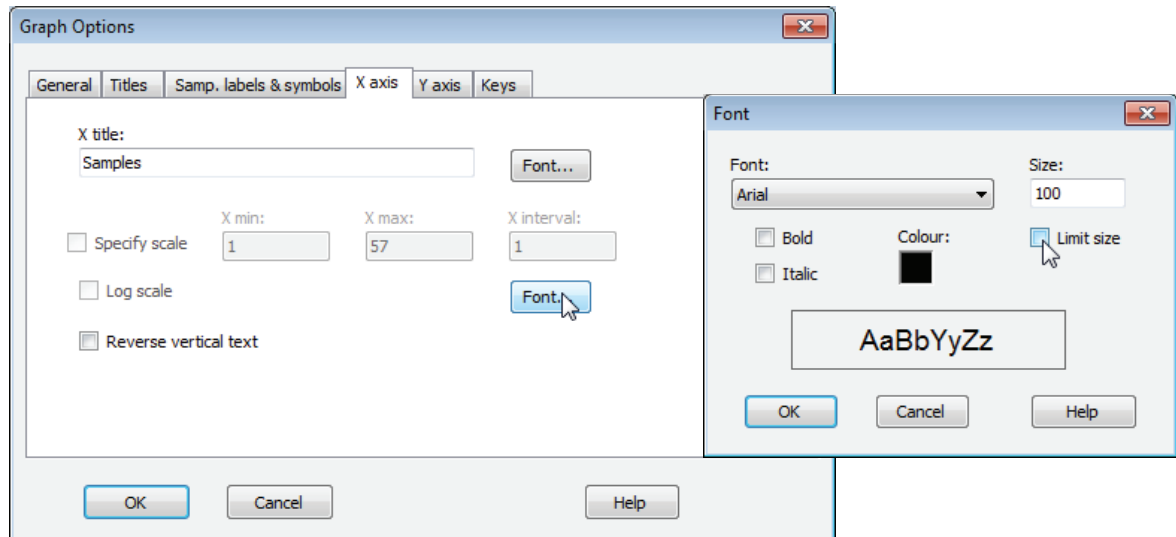 Graph Options
General Titles Samp. labels & symbols X axis Y axis Keys
X title:
Samples
Font...
X min: X max: X interval:
Specify scale 1 57 1
Log scale
Font...
Reverse vertical text
OK Cancel Help
Font
Font: Size:
Arial 100
Bold Colour: Limit size
Italic
AaBbYyZz
OK Cancel Help